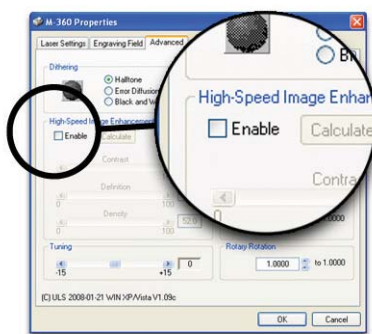 M-360 Properties
Laser Settings Engraving Field Advanced
Dithering
Halftone
Error Diffusion
Black and
High-Speed Image Enhancement
Enable Calculate
Contrast
Definition
0 100
Density
0 100 52.0
Tuning
-15 +15 0
Rotary Rotation
1.0000 to 1.0000
(C) ULS 2008-01-21 WIN XP/Vista V1.09c
OK Cancel
High-Speed Image Enhan
Enable Calculate
Contra
0